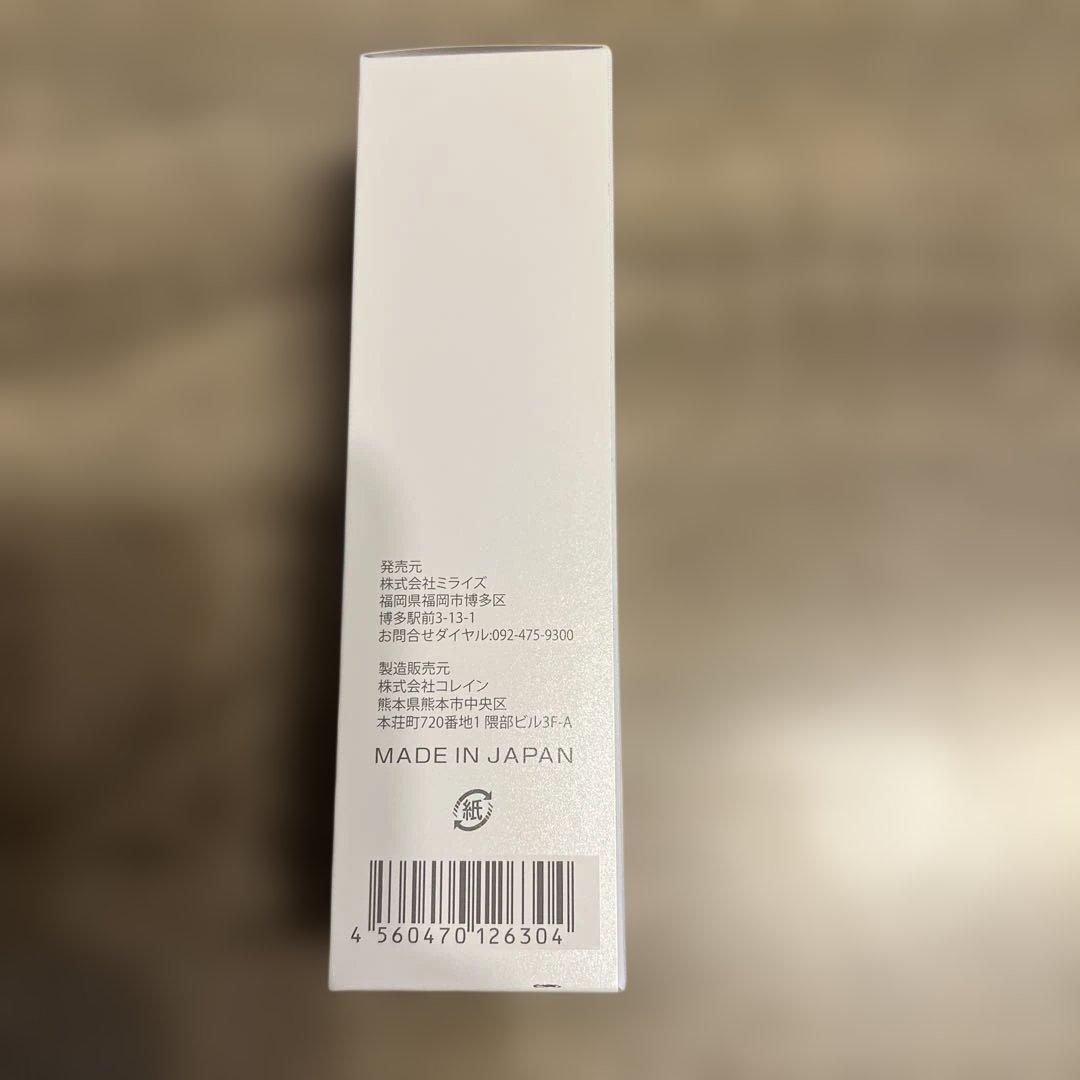 発売元
株式会社ミライズ
福岡県福岡市博多区
博多駅前3-13-1
お問合せダイヤル:092-475-9300
製造販売元
株式会社コレイン
熊本県熊本市中央区
本荘町720番地1 隈部ビル3F-A
MADE IN JAPAN
紙
4 560470 126304